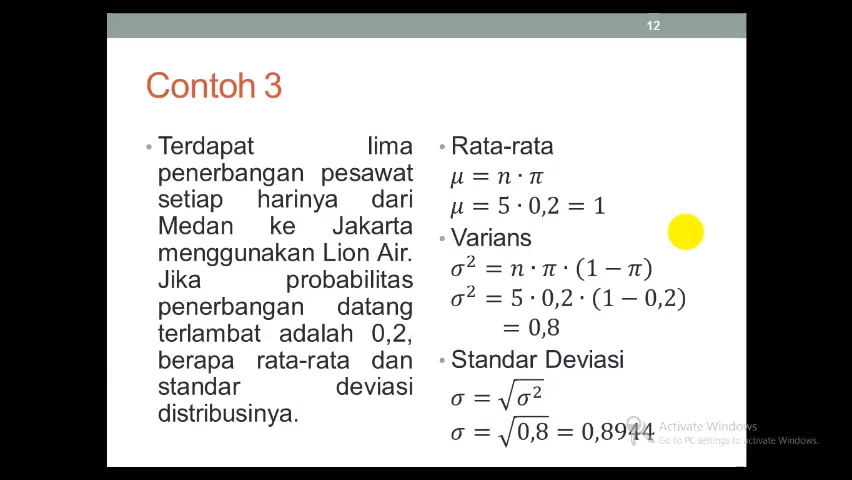 12
Contoh 3
• Terdapat lima
penerbangan pesawat
setiap harinya dari
Medan ke Jakarta
menggunakan Lion Air.
Jika probabilitas
penerbangan datang
terlambat adalah 0,2,
berapa rata-rata dan
standar deviasi
distribusinya.
• Rata-rata
μ = n · π
μ = 5 · 0,2 = 1
• Varians
σ² = n · π · (1 − π)
σ² = 5 · 0,2 · (1 − 0,2)
= 0,8
• Standar Deviasi
σ = √σ²
σ = √0,8 = 0,8944
Activate Windows
Go to PC settings to activate Windows.